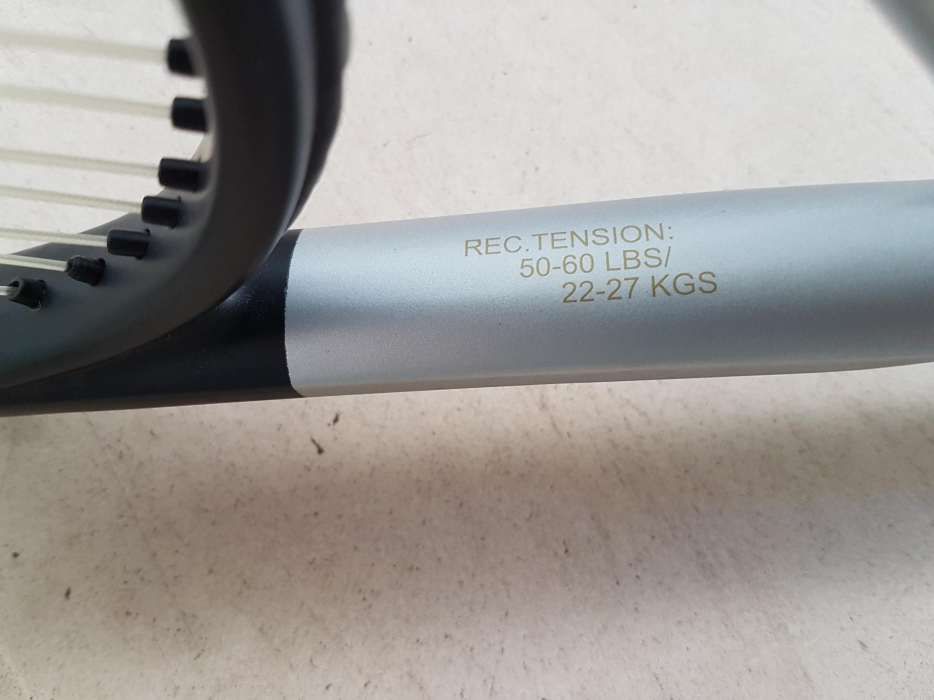 REC.TENSION:
50-60 LBS/
22-27 KGS